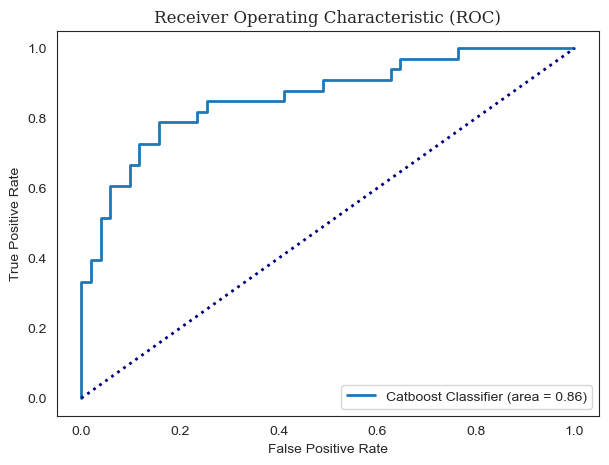 Receiver Operating Characteristic (ROC)
1.0
0.8
0.6
0.4
0.2
0.0
True Positive Rate
Catboost Classifier (area = 0.86)
0.0 0.2 0.4 0.6 0.8 1.0
False Positive Rate